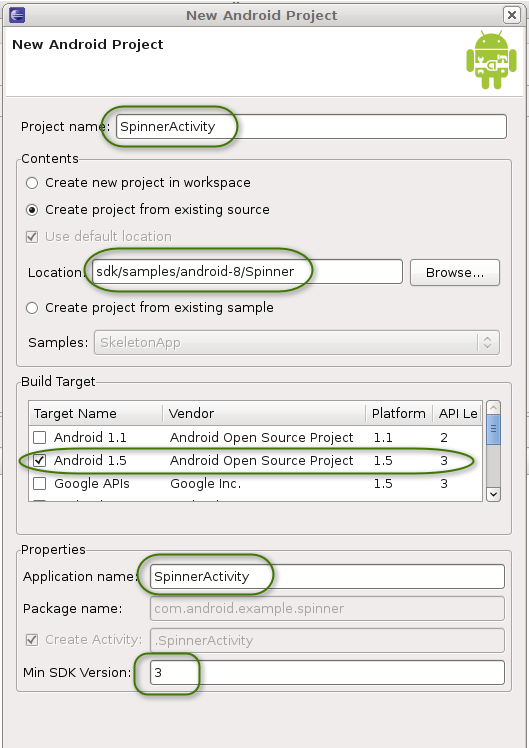 New Android Project
New Android Project
Project name: SpinnerActivity
Contents
Create new project in workspace
Create project from existing source
Use default location
Location: sdk/samples/android-8/Spinner Browse...
Create project from existing sample
Samples: SkeletonApp
Build Target
Target Name Vendor Platform API Le
Android 1.1 Android Open Source Project 1.1 2
Android 1.5 Android Open Source Project 1.5 3
Google APIs Google Inc. 1.5 3
Properties
Application name: SpinnerActivity
Package name: com.android.example.spinner
Create Activity: .SpinnerActivity
Min SDK Version: 3